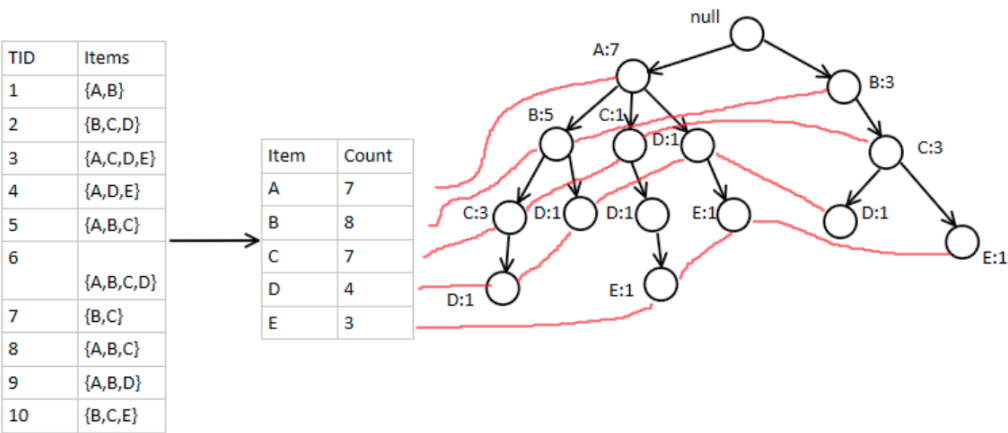 TID Items
1 {A,B}
2 {B,C,D}
3 {A,C,D,E}
4 {A,D,E}
5 {A,B,C}
6 {A,B,C,D}
7 {B,C}
8 {A,B,C}
9 {A,B,D}
10 {B,C,E}
Item Count
A 7
B 8
C 7
D 4
E 3
null
A:7
B:3
B:5 C:1 D:1 C:3
C:3 D:1 D:1 E:1 D:1
E:1
D:1 E:1